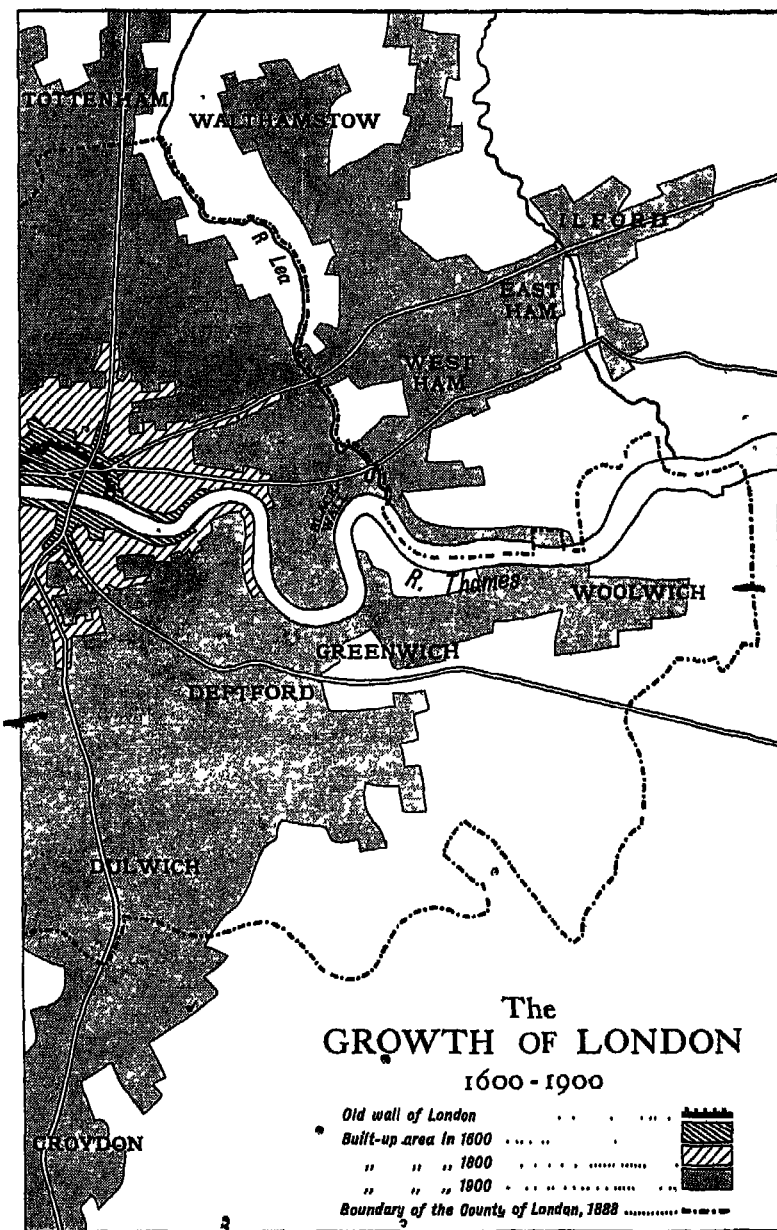 TOTTENHAM
WALTHAMSTOW
ILFORD
R Lea
EAST
HAM
WEST
HAM
R. Thames
WOOLWICH
GREENWICH
DEPTFORD
DULWICH
CROYDON
The
GROWTH OF LONDON
1600-1900
Old wall of London
Built-up area in 1600
„ „ „ 1800
„ „ „ 1900
Boundary of the County of London, 1888